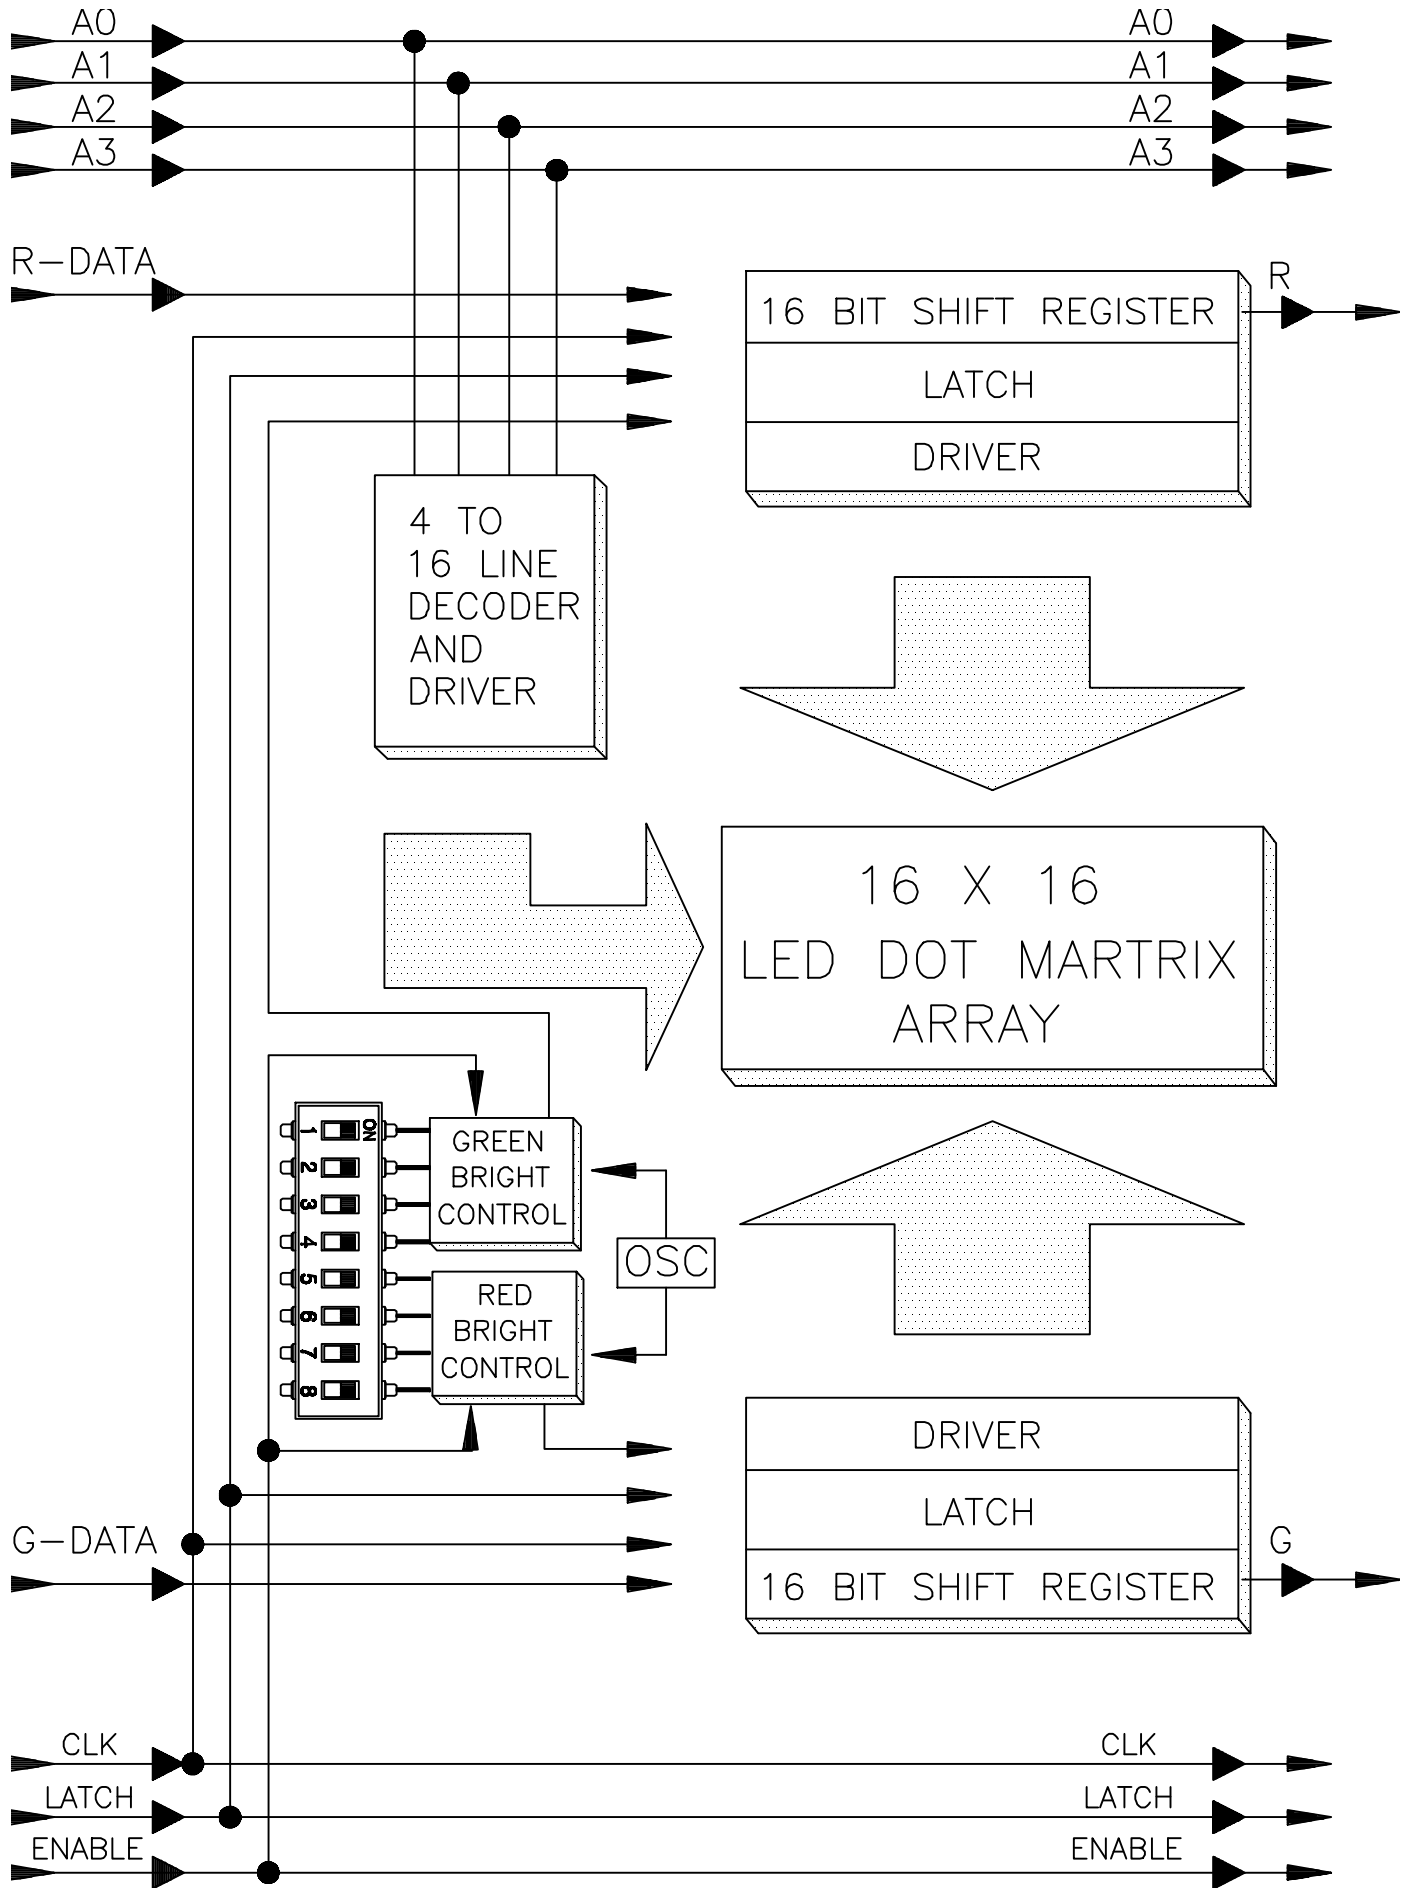 A0 A0
A1 A1
A2 A2
A3 A3
R-DATA
R
16 BIT SHIFT REGISTER
LATCH
DRIVER
4 TO
16 LINE
DECODER
AND
DRIVER
16 X 16
LED DOT MARTRIX
ARRAY
ON
1
2
3
4
5
6
7
8
GREEN
BRIGHT
CONTROL
OSC
RED
BRIGHT
CONTROL
DRIVER
LATCH
16 BIT SHIFT REGISTER
G-DATA
G
CLK CLK
LATCH LATCH
ENABLE ENABLE